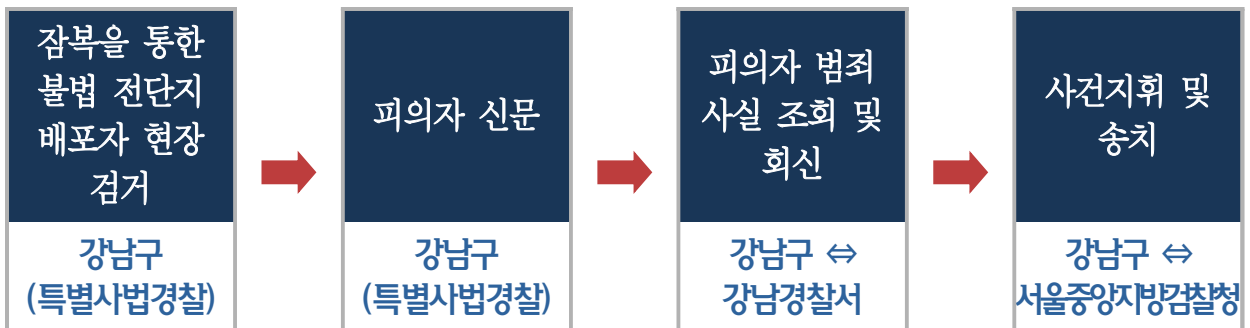 잠복을 통한
불법 전단지
배포자 현장
검거
강남구
(특별사법경찰)
피의자 신문
강남구
(특별사법경찰)
피의자 범죄
사실 조회 및
회신
강남구 ⇔
강남경찰서
사건지휘 및
송치
강남구 ⇔
서울중앙지방검찰청